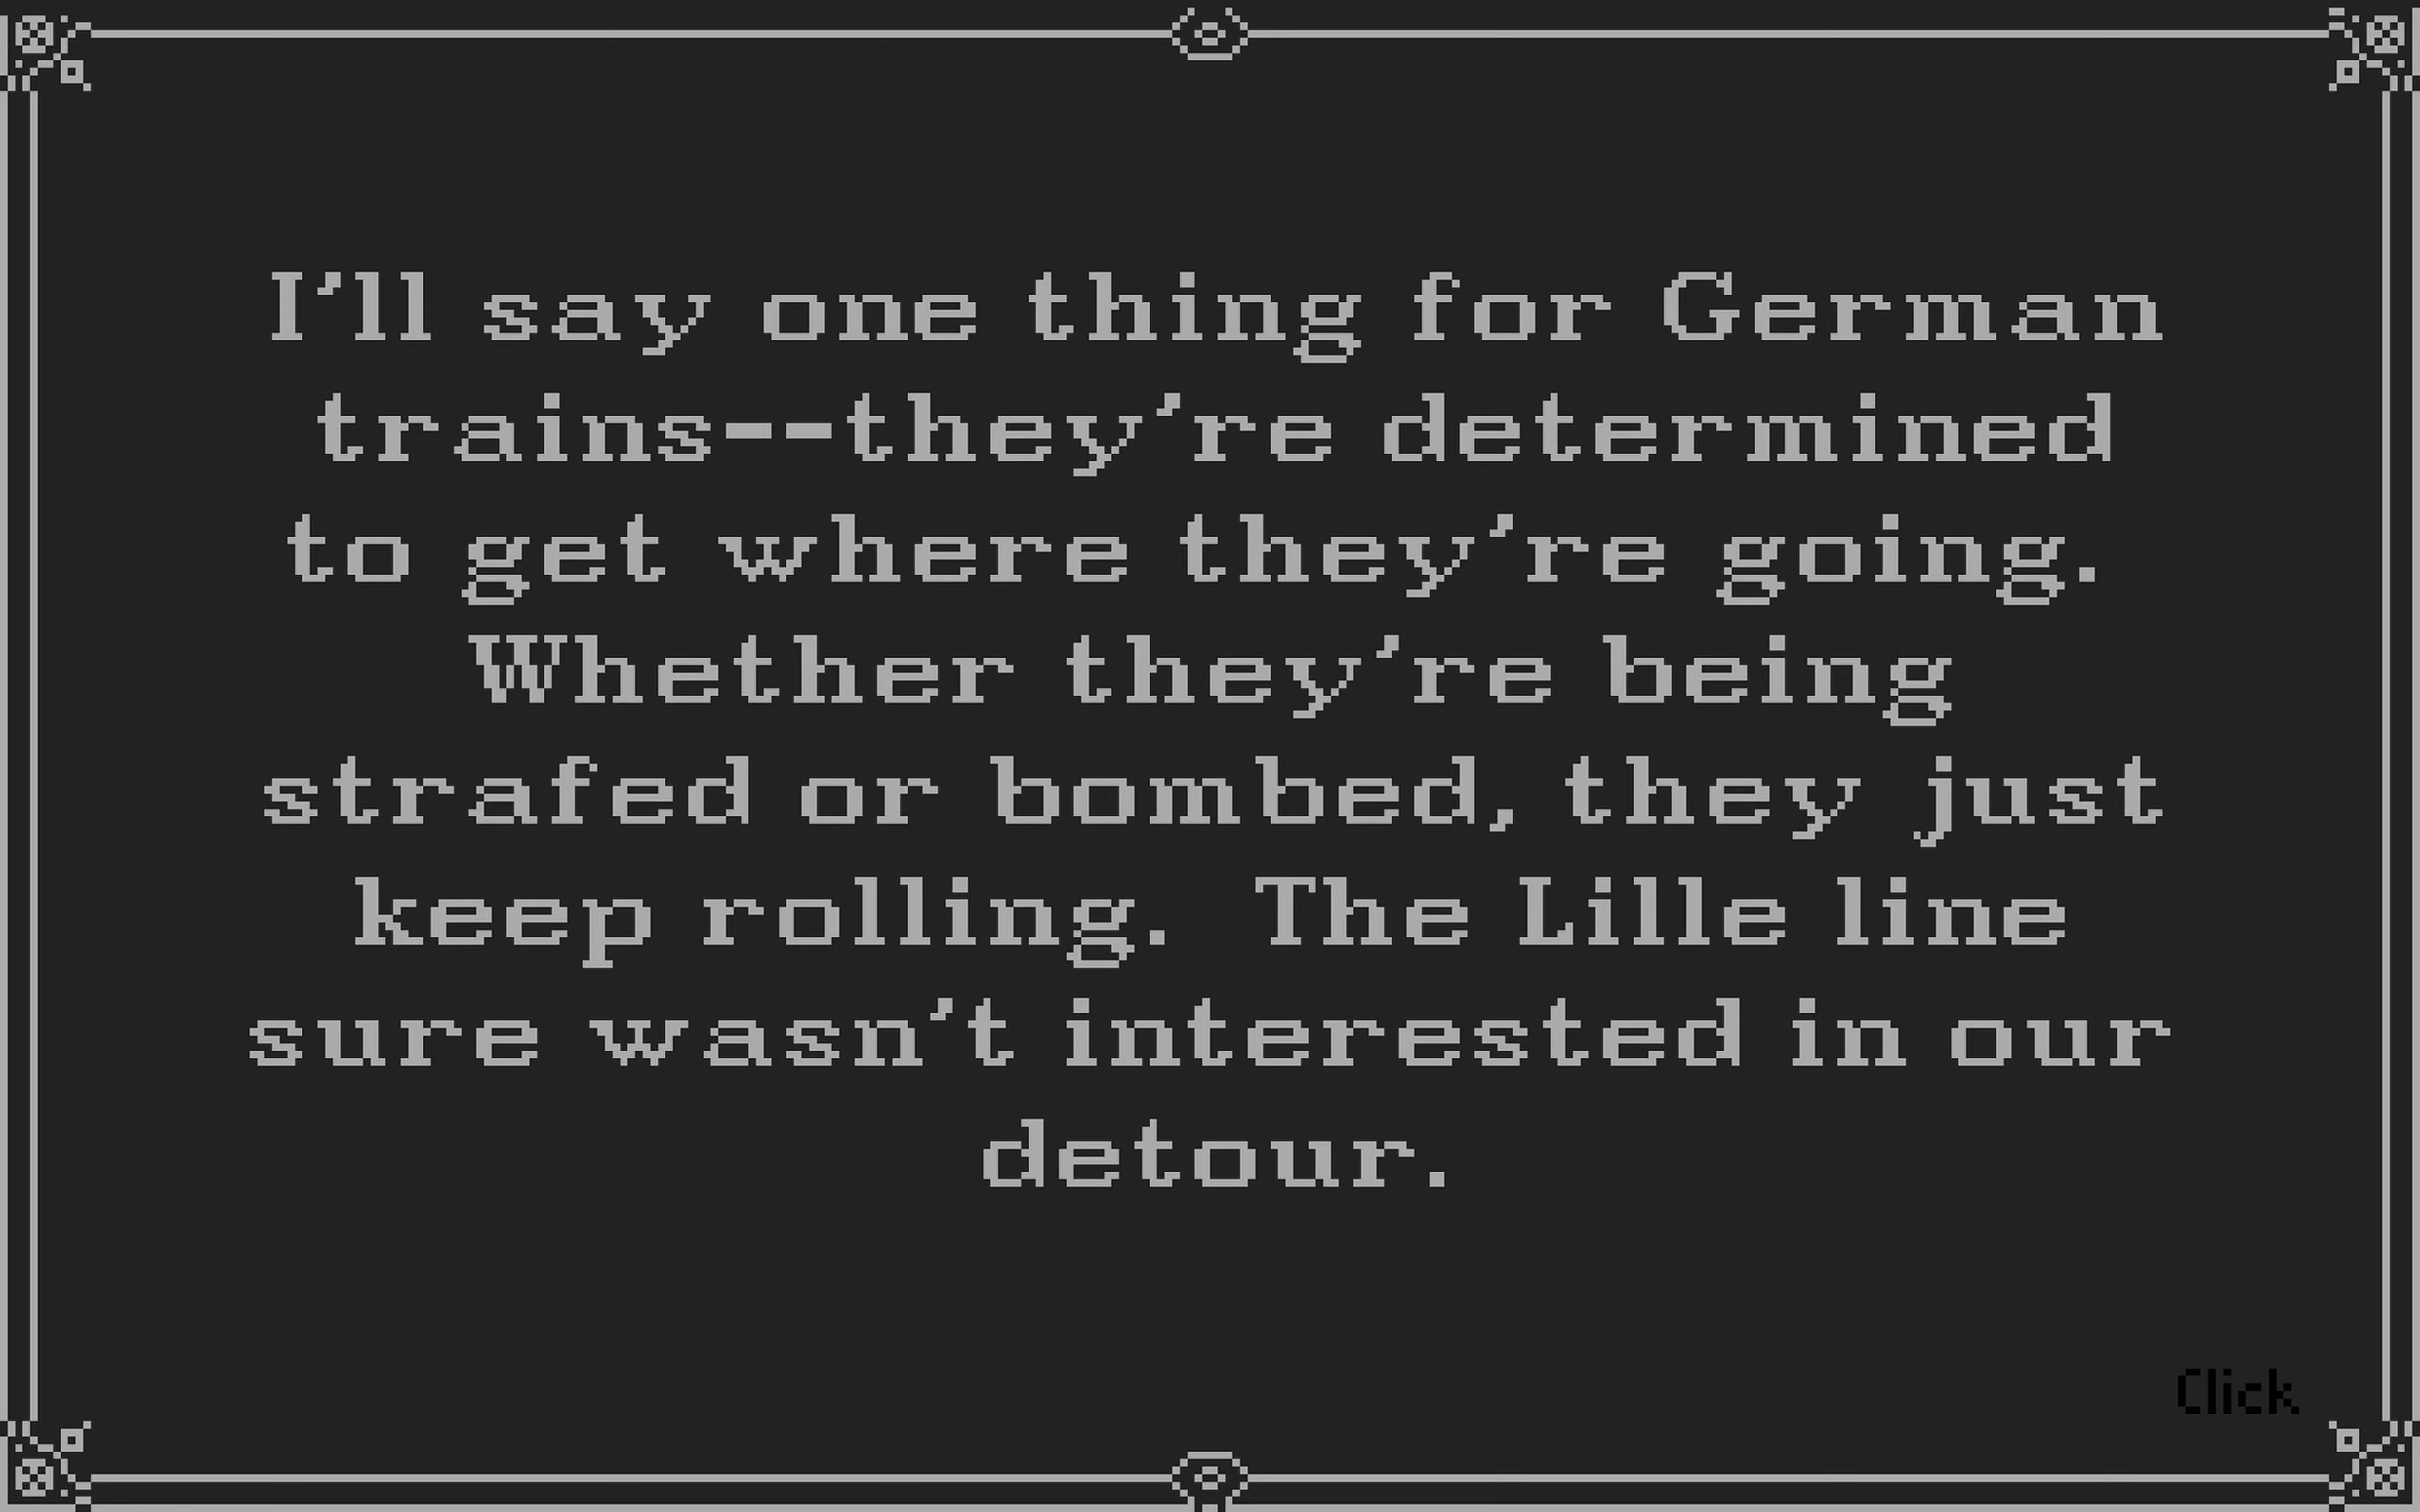 I'll say one thing for German
trains--they're determined
to get where they're going.
Whether they're being
strafed or bombed, they just
keep rolling.  The Lille line
sure wasn't interested in our
detour.
Click